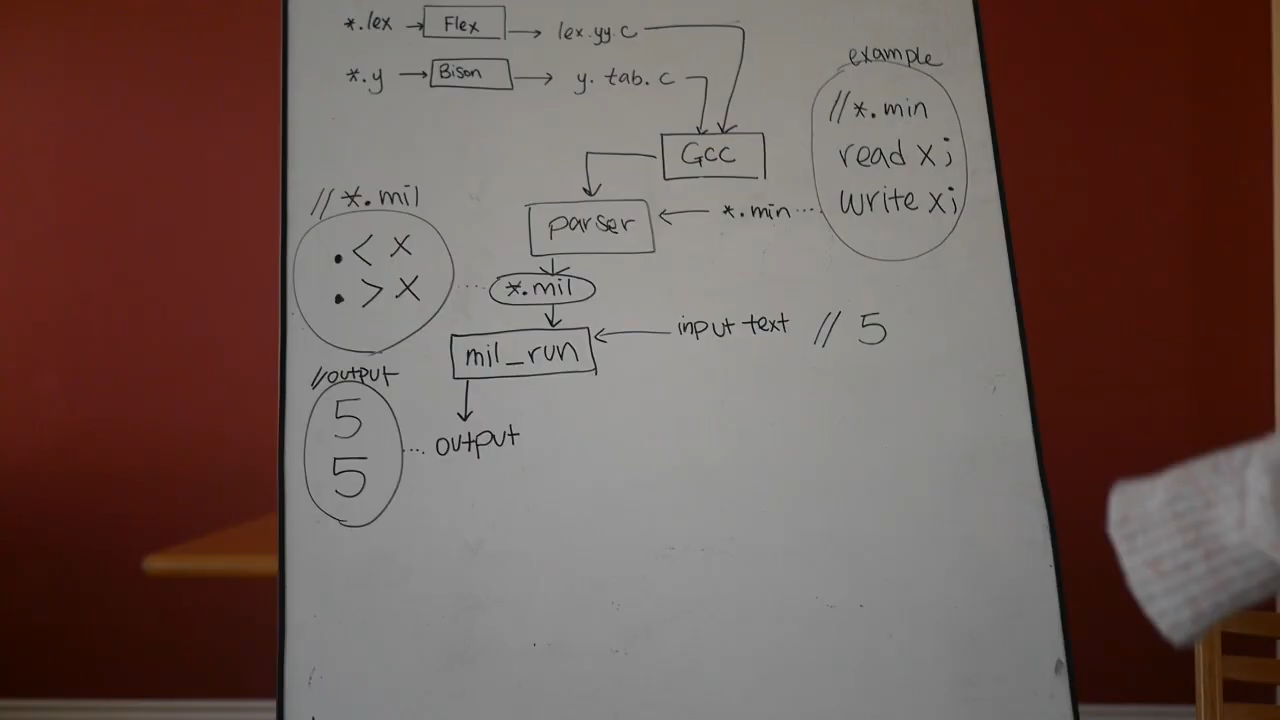 *.lex → Flex → lex.yy.c
*.y → Bison → y.tab.c
Gcc
parser ← *.min
*.mil
mil_run ← input text // 5
output
example
//*.min
read x;
write x;
// *.mil
.< x
.> x
//output
5
5